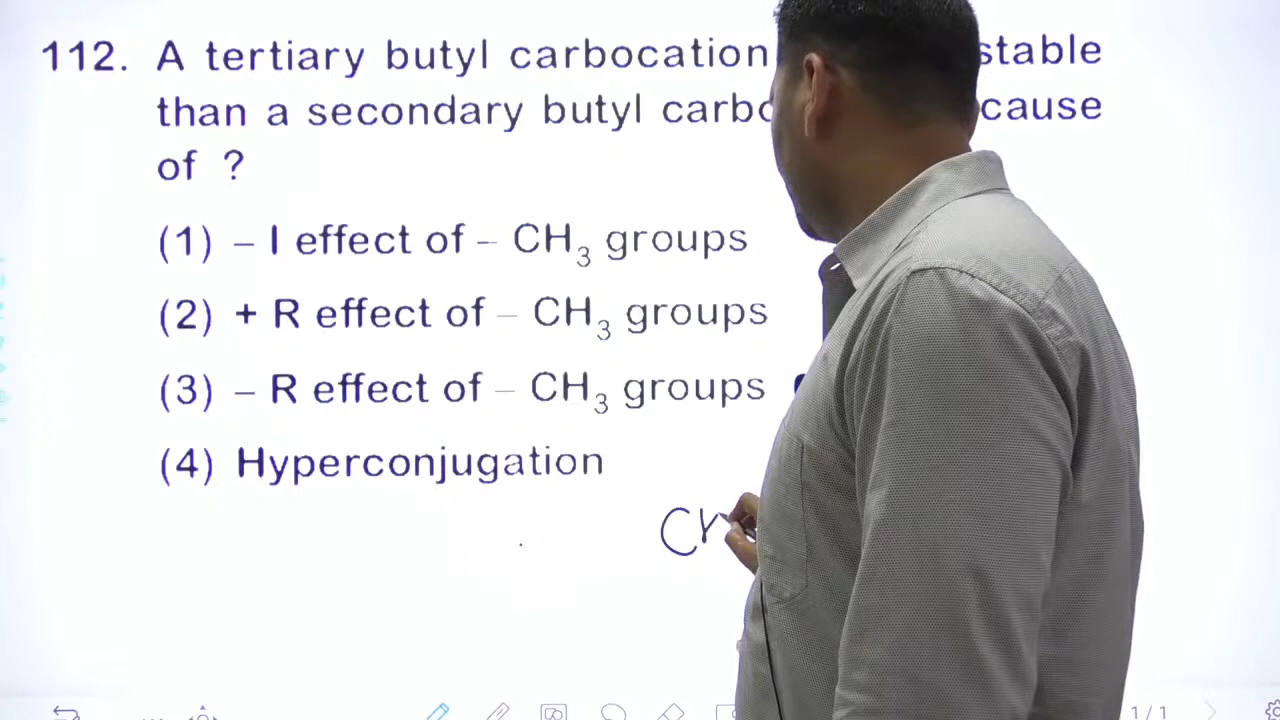 112. A tertiary butyl carbocation stable
than a secondary butyl cause
of ?
(1) – I effect of – CH₃ groups
(2) + R effect of – CH₃ groups
(3) – R effect of – CH₃ groups
(4) Hyperconjugation
CH
1/1